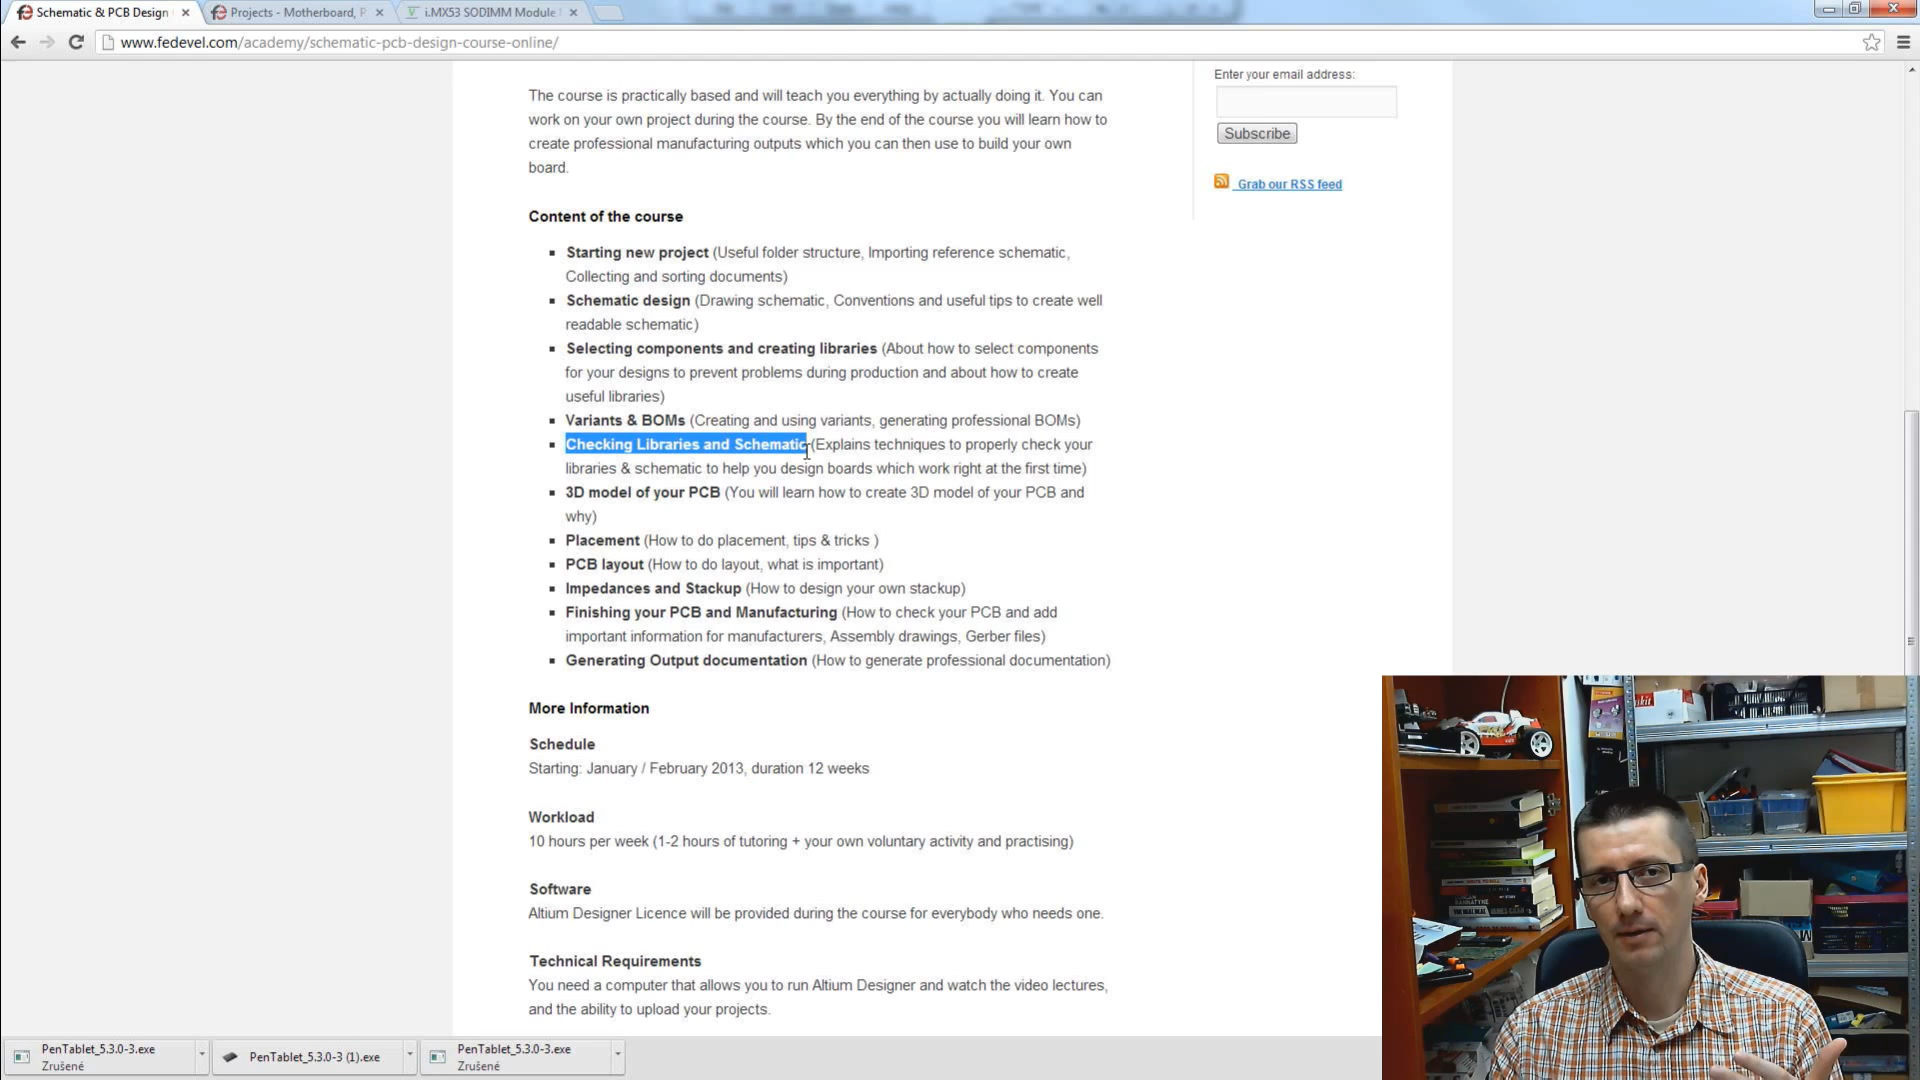 Schematic & PCB Design
Projects - Motherboard, P
i.MX53 SODIMM Module
www.fedevel.com/academy/schematic-pcb-design-course-online/
Enter your email address:
Subscribe
Grab our RSS feed
The course is practically based and will teach you everything by actually doing it. You can
work on your own project during the course. By the end of the course you will learn how to
create professional manufacturing outputs which you can then use to build your own
board.
Content of the course
Starting new project (Useful folder structure, Importing reference schematic,
Collecting and sorting documents)
Schematic design (Drawing schematic, Conventions and useful tips to create well
readable schematic)
Selecting components and creating libraries (About how to select components
for your designs to prevent problems during production and about how to create
useful libraries)
Variants & BOMs (Creating and using variants, generating professional BOMs)
Checking Libraries and Schematic (Explains techniques to properly check your
libraries & schematic to help you design boards which work right at the first time)
3D model of your PCB (You will learn how to create 3D model of your PCB and
why)
Placement (How to do placement, tips & tricks )
PCB layout (How to do layout, what is important)
Impedances and Stackup (How to design your own stackup)
Finishing your PCB and Manufacturing (How to check your PCB and add
important information for manufacturers, Assembly drawings, Gerber files)
Generating Output documentation (How to generate professional documentation)
More Information
Schedule
Starting: January / February 2013, duration 12 weeks
Workload
10 hours per week (1-2 hours of tutoring + your own voluntary activity and practising)
Software
Altium Designer Licence will be provided during the course for everybody who needs one.
Technical Requirements
You need a computer that allows you to run Altium Designer and watch the video lectures,
and the ability to upload your projects.
PenTablet_5.3.0-3.exe
Zrušené
PenTablet_5.3.0-3 (1).exe
PenTablet_5.3.0-3.exe
Zrušené